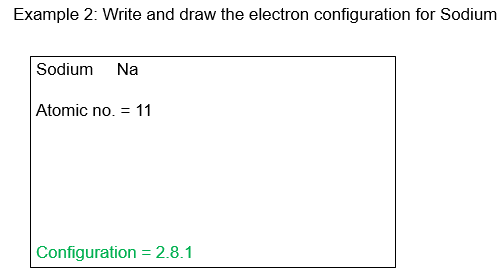 Example 2: Write and draw the electron configuration for Sodium
Sodium Na
Atomic no. = 11
Configuration = 2.8.1